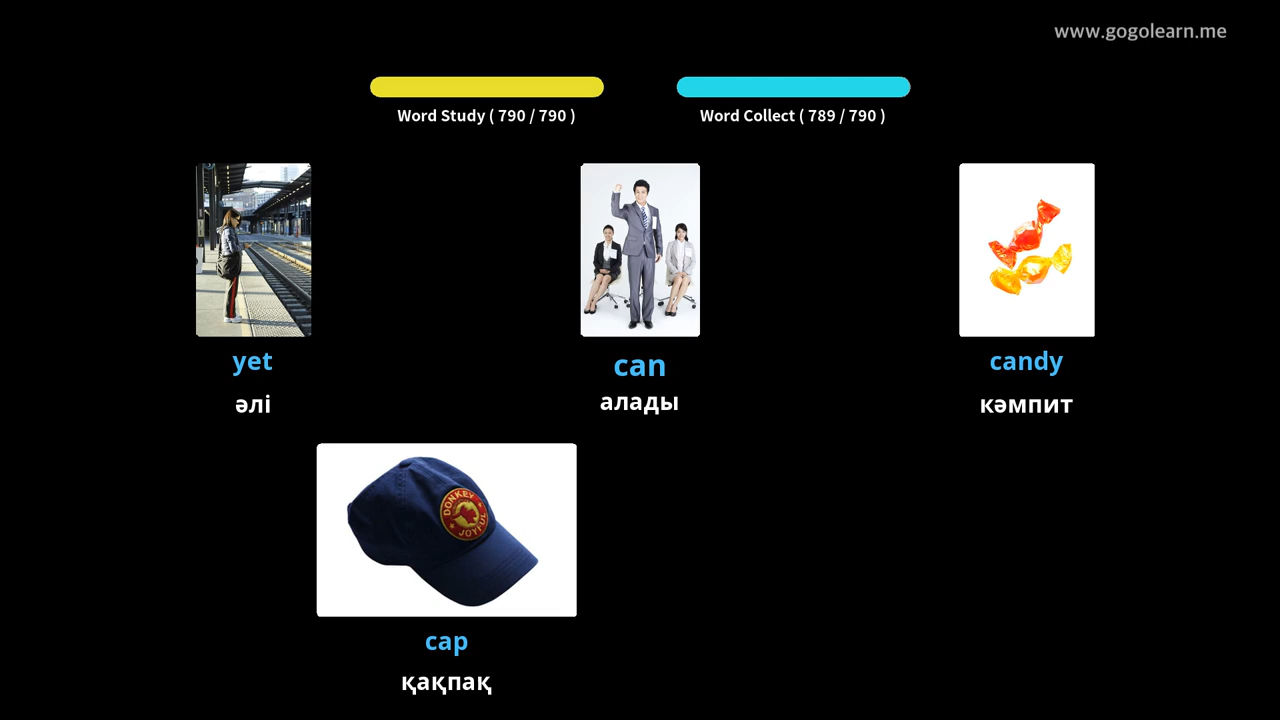 www.gogolearn.me
Word Study ( 790 / 790 )
Word Collect ( 789 / 790 )
yet
can
candy
әлі
алады
кәмпит
DONKEY
JOYFUL
cap
қақпақ